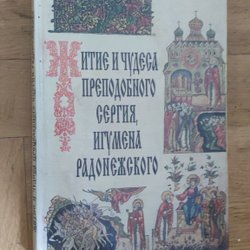 Житие и чудеса
преподобного
Сергия,
игумена
Радонежского